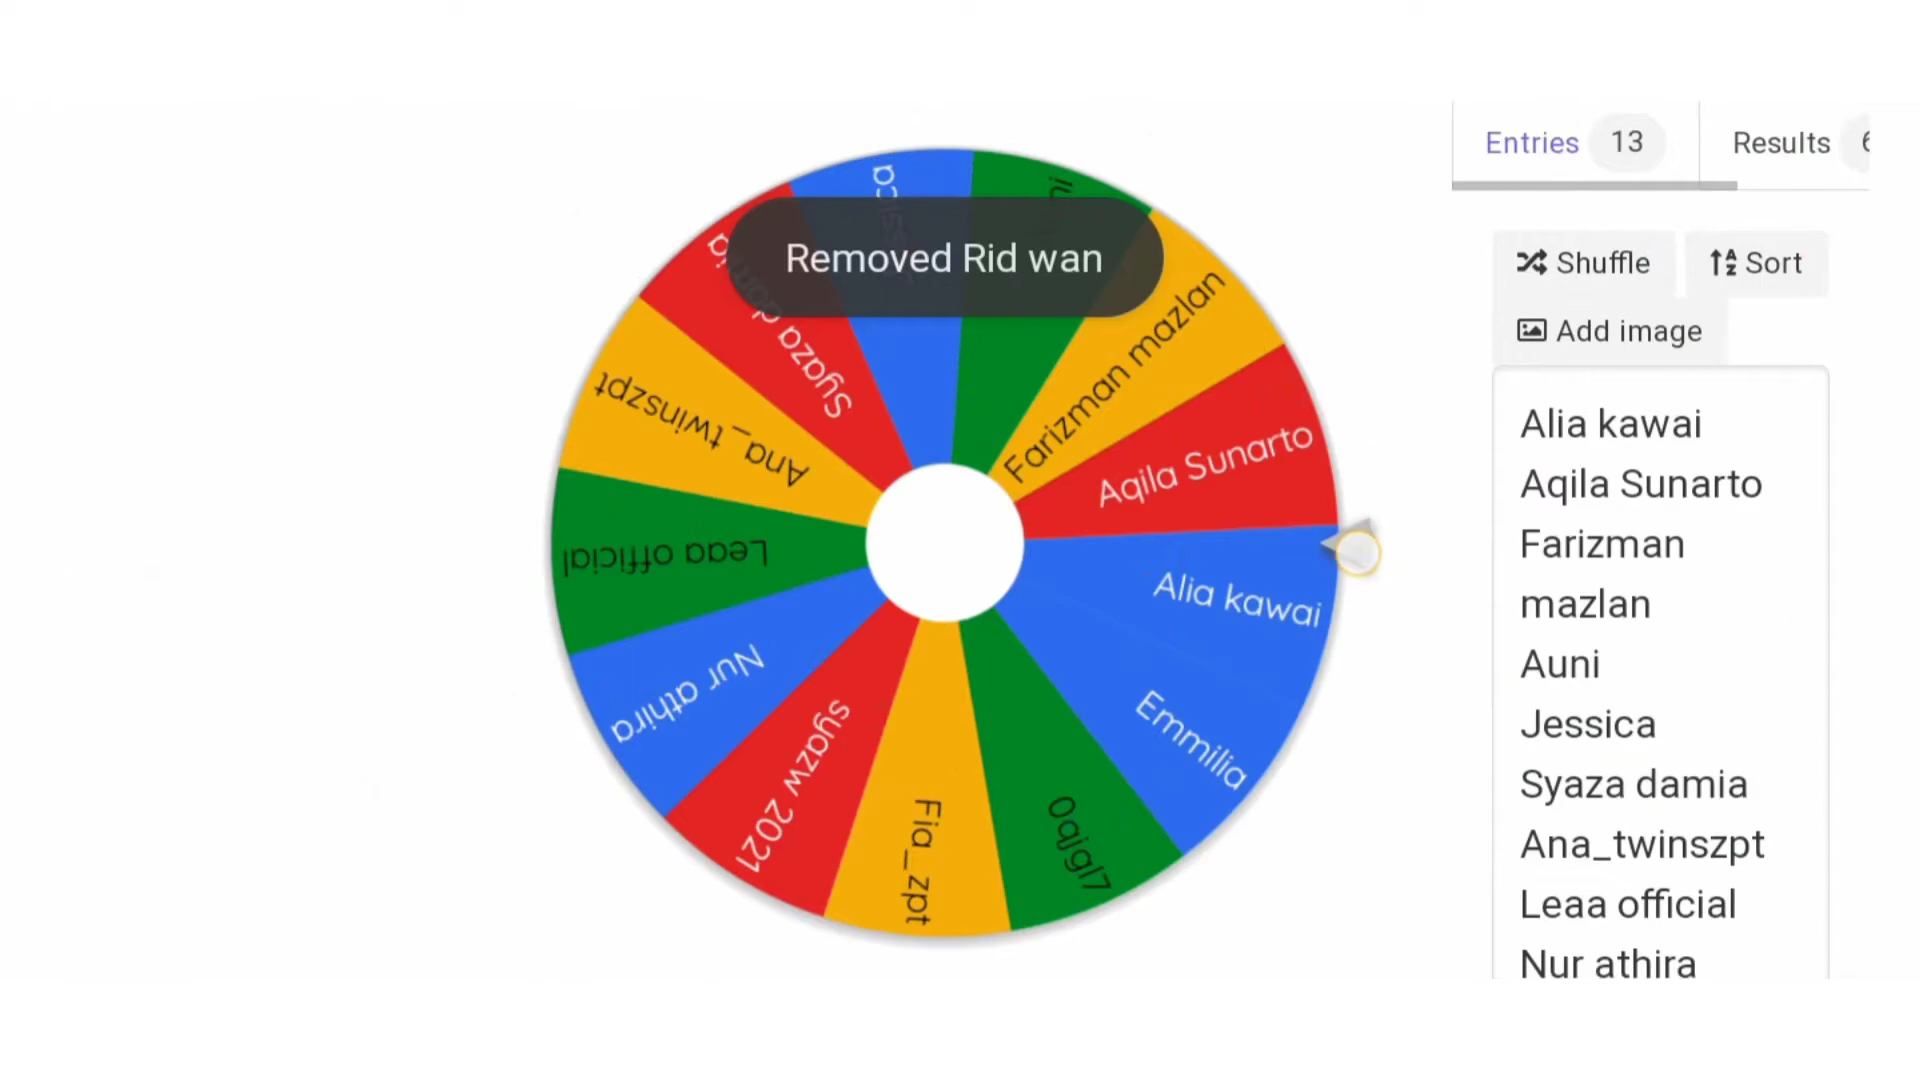 Entries 13
Results
Shuffle
Sort
Add image
Alia kawai
Aqila Sunarto
Farizman
mazlan
Auni
Jessica
Syaza damia
Ana_twinszpt
Leaa official
Nur athira
Removed Rid wan
Farizman mazlan
Aqila Sunarto
Alia kawai
Emmilia
0qjgl7
Fia_zpt
syazw 2021
Nur athira
Leaa official
Ana_twinszpt
Syaza damia